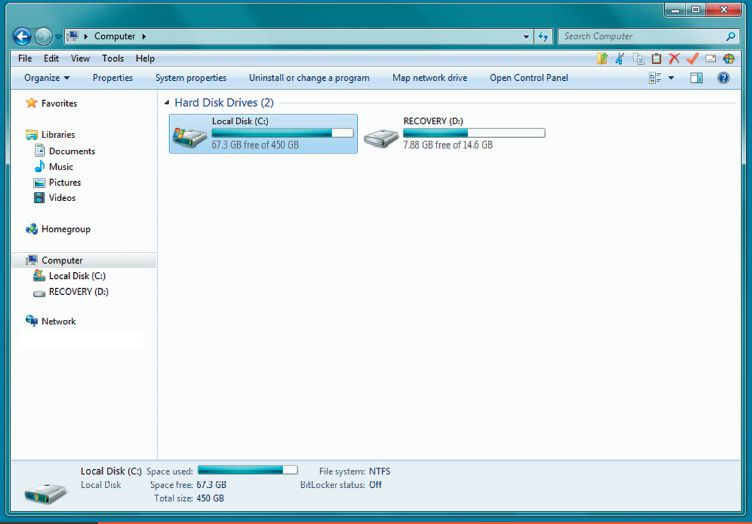 Computer
Search Computer
File Edit View Tools Help
Organize Properties System properties Uninstall or change a program Map network drive Open Control Panel
Favorites
Libraries
Documents
Music
Pictures
Videos
Homegroup
Computer
Local Disk (C:)
RECOVERY (D:)
Network
Hard Disk Drives (2)
Local Disk (C:)
67.3 GB free of 450 GB
RECOVERY (D:)
7.88 GB free of 14.6 GB
Local Disk (C:) Space used: File system: NTFS
Local Disk Space free: 67.3 GB BitLocker status: Off
Total size: 450 GB